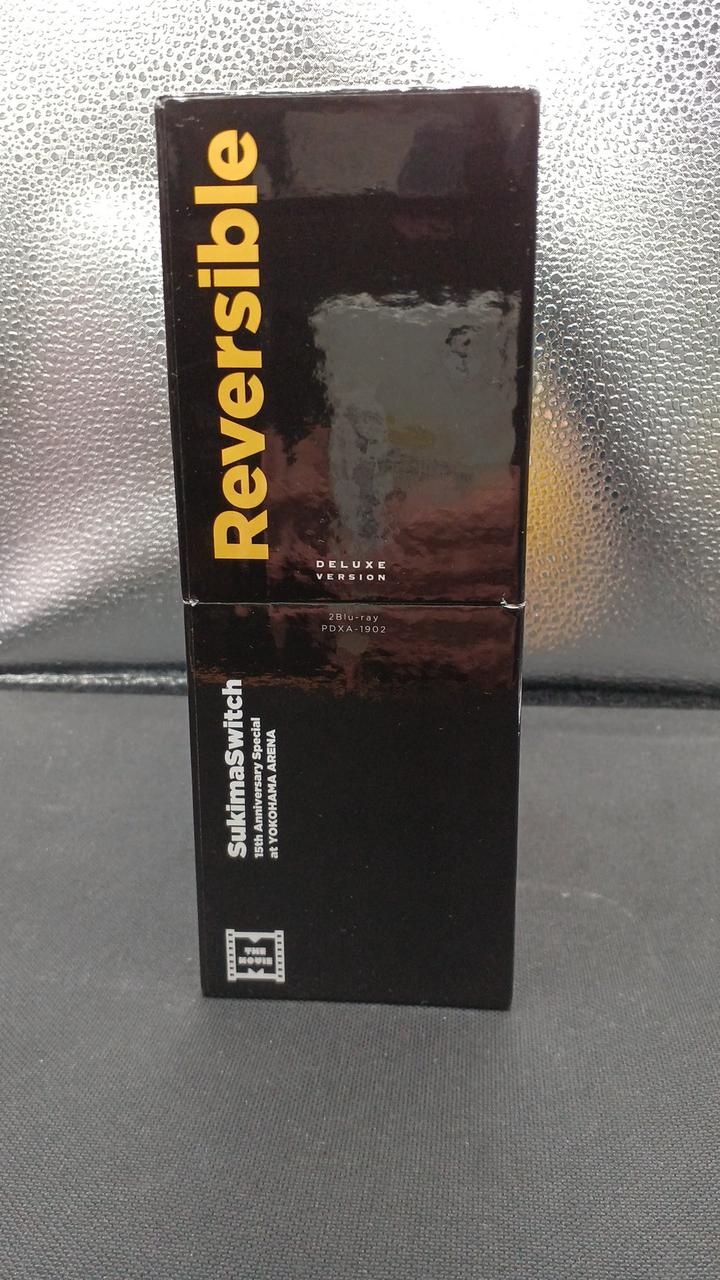 Reversible
DELUXE
VERSION
2Blu-ray
PDXA-1902
SukimaSwitch
15th Anniversary Special
at YOKOHAMA ARENA
THE
MOVIE